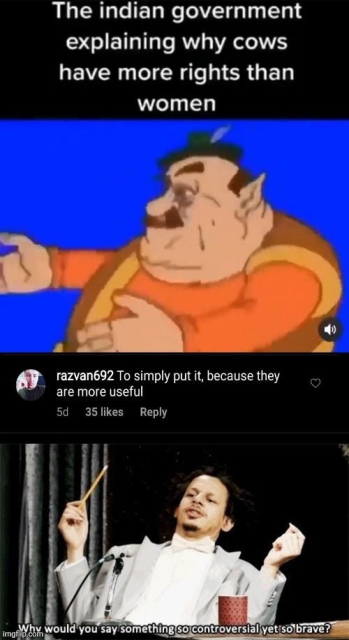 The indian government
explaining why cows
have more rights than
women
razvan692 To simply put it, because they
are more useful
5d 35 likes Reply
Why would you say something so controversial yet so brave?
imgflip.com